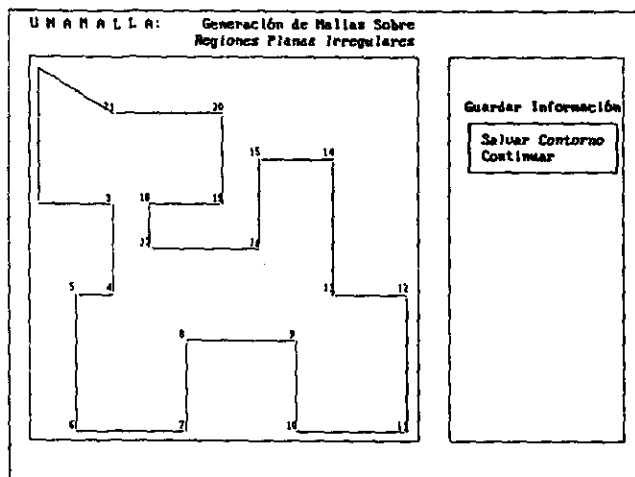 U N A M A L L A: Generación de Mallas Sobre
Regiones Planas Irregulares
Guardar Información
Salvar Contorno
Continuar
21 20
15 14
3 18 19
17 16
5 4 13 12
8 9
6 7 10 11